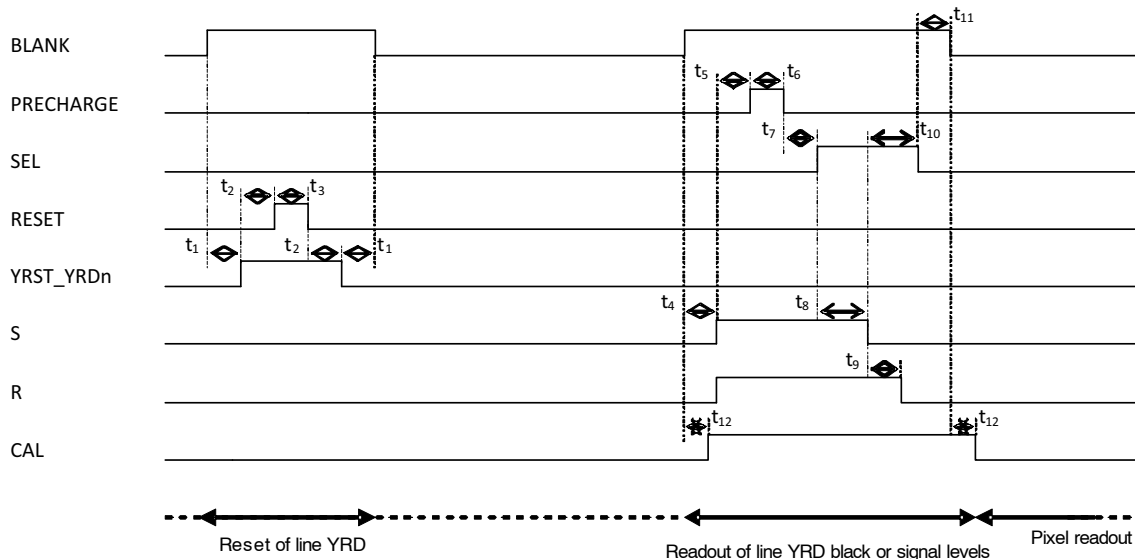 BLANK
t11
t5 t6
PRECHARGE
t7 t10
SEL
t2 t3
RESET
t1 t2 t1
YRST_YRDn
t4 t8
S
t9
R
t12 t12
CAL
Reset of line YRD
Readout of line YRD black or signal levels
Pixel readout